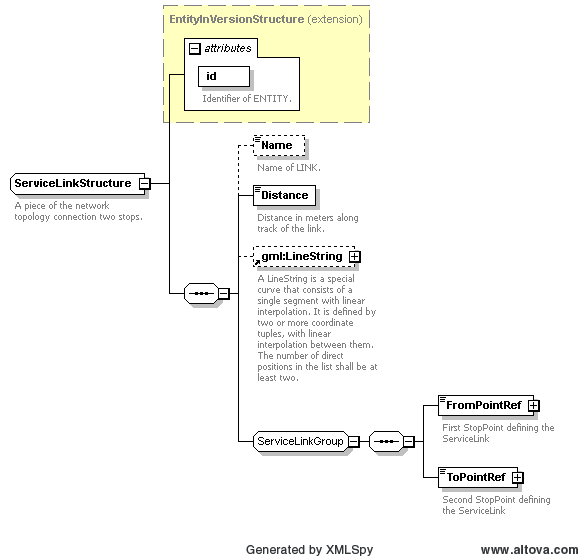 EntityInVersionStructure (extension)
attributes
id
Identifier of ENTITY.
Name
Name of LINK.
ServiceLinkStructure
A piece of the network
topology connection two stops.
Distance
Distance in meters along
track of the link.
gml:LineString
A LineString is a special
curve that consists of a
single segment with linear
interpolation. It is defined by
two or more coordinate
tuples, with linear
interpolation between them.
The number of direct
positions in the list shall be at
least two.
ServiceLinkGroup
FromPointRef
First StopPoint defining the
ServiceLink
ToPointRef
Second StopPoint defining
the ServiceLink
Generated by XMLSpy
www.altova.com